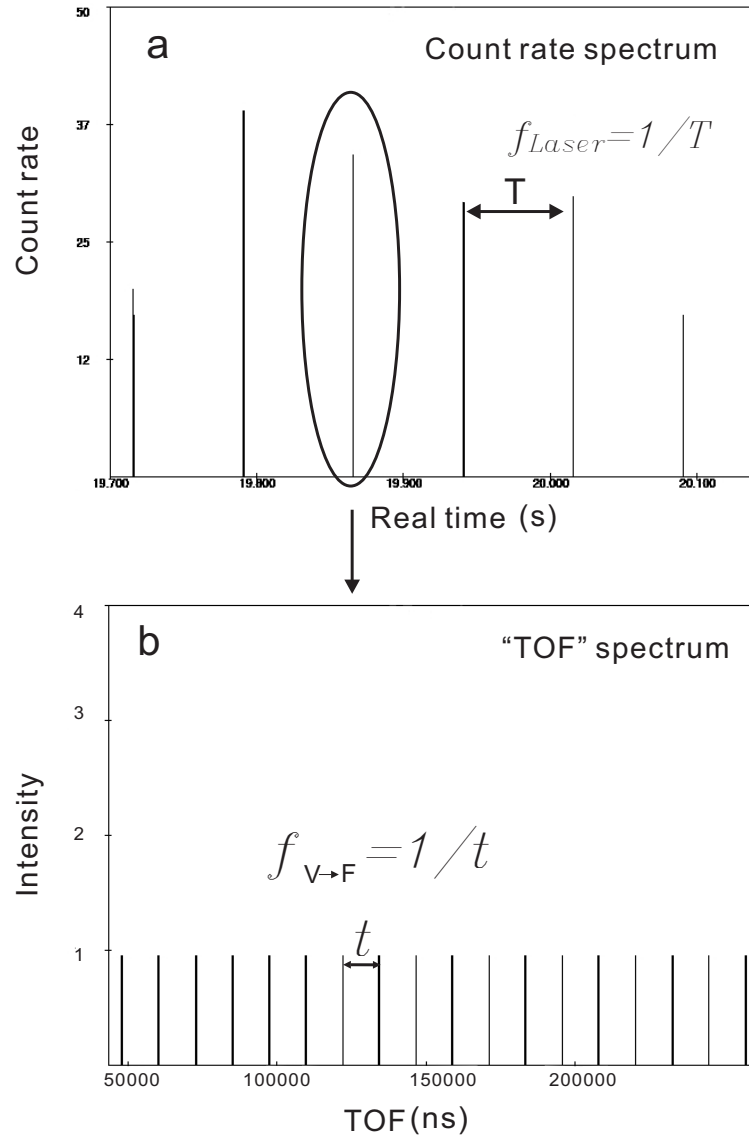 50
a
Count rate spectrum
37
f_Laser=1/T
T
25
Count rate
12
19.700 19.800 19.900 20.000 20.100
Real time (s)
4
b
“TOF” spectrum
3
Intensity
2
f V→F =1/t
t
1
50000 100000 150000 200000
TOF(ns)